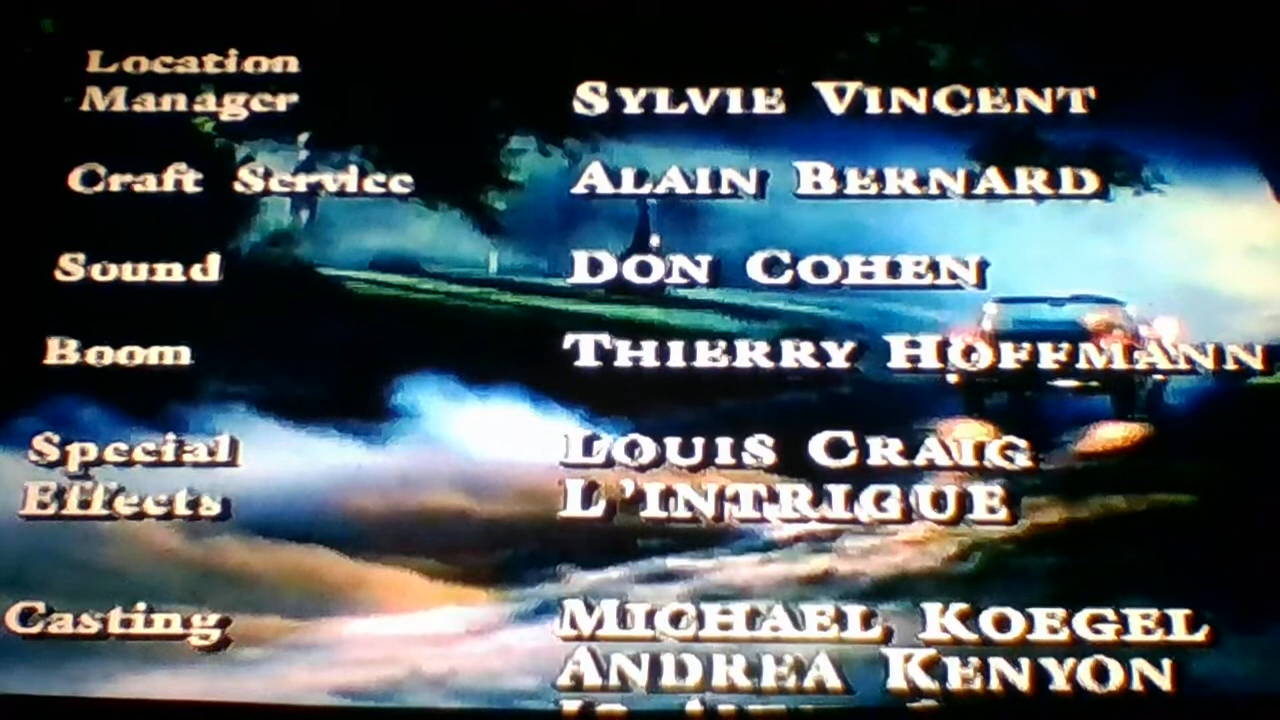 Location
Manager SYLVIE VINCENT
Craft Service ALAIN BERNARD
Sound DON COHEN
Boom THIERRY HOFFMANN
Special LOUIS CRAIG
Effects L'INTRIGUE
Casting MICHAEL KOEGEL
ANDREA KENYON